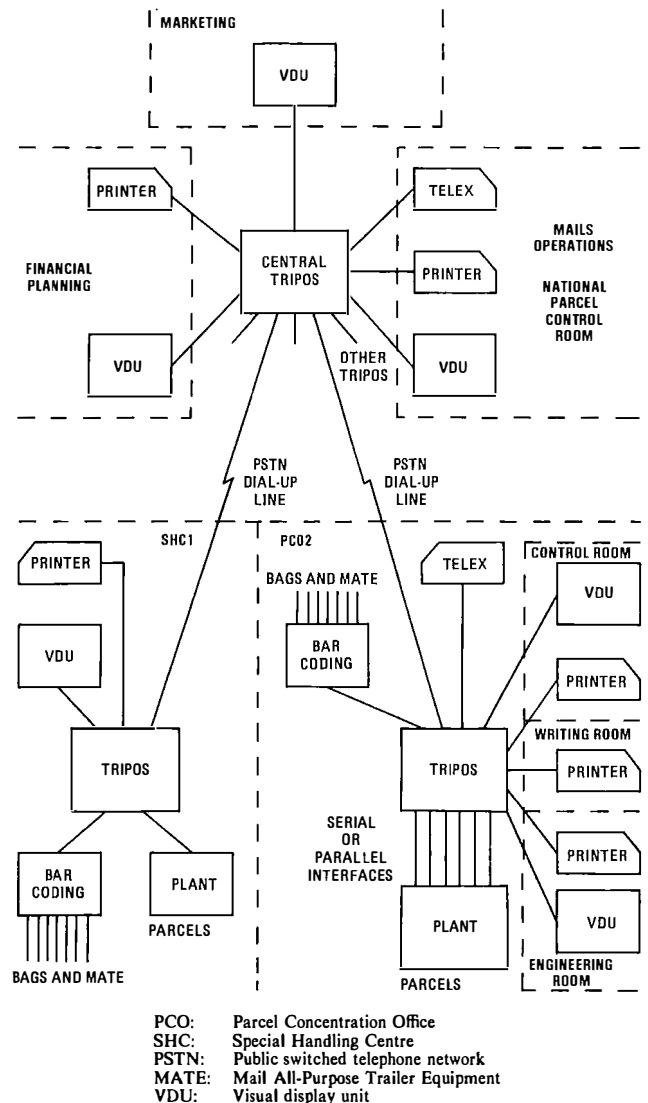 MARKETING
VDU
PRINTER
FINANCIAL
PLANNING
VDU
CENTRAL
TRIPOS
TELEX
PRINTER
VDU
MAILS
OPERATIONS
NATIONAL
PARCEL
CONTROL
ROOM
OTHER
TRIPOS
PSTN
DIAL-UP
LINE
PSTN
DIAL-UP
LINE
SHC1
PRINTER
VDU
TRIPOS
BAR
CODING
PLANT
PARCELS
BAGS AND MATE
PCO2
BAGS AND MATE
BAR
CODING
TELEX
TRIPOS
SERIAL
OR
PARALLEL
INTERFACES
PLANT
PARCELS
CONTROL ROOM
VDU
PRINTER
WRITING ROOM
PRINTER
PRINTER
VDU
ENGINEERING
ROOM
PCO: Parcel Concentration Office
SHC: Special Handling Centre
PSTN: Public switched telephone network
MATE: Mail All-Purpose Trailer Equipment
VDU: Visual display unit